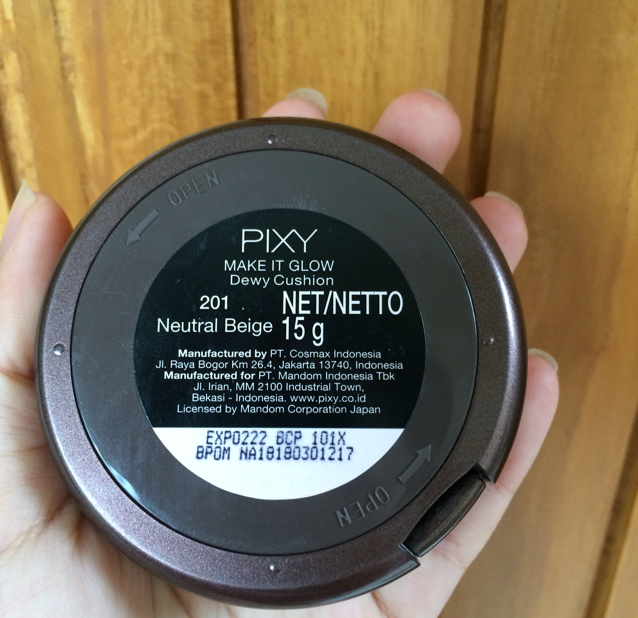 OPEN
PIXY
MAKE IT GLOW
Dewy Cushion
201 NET/NETTO
Neutral Beige 15 g
Manufactured by PT. Cosmax Indonesia
Jl. Raya Bogor Km 26.4, Jakarta 13740, Indonesia
Manufactured for PT. Mandom Indonesia Tbk
Jl. Irian, MM 2100 Industrial Town,
Bekasi - Indonesia. www.pixy.co.id
Licensed by Mandom Corporation Japan
EXP0222 BCP 101X
BPOM NA18180301217
OPEN